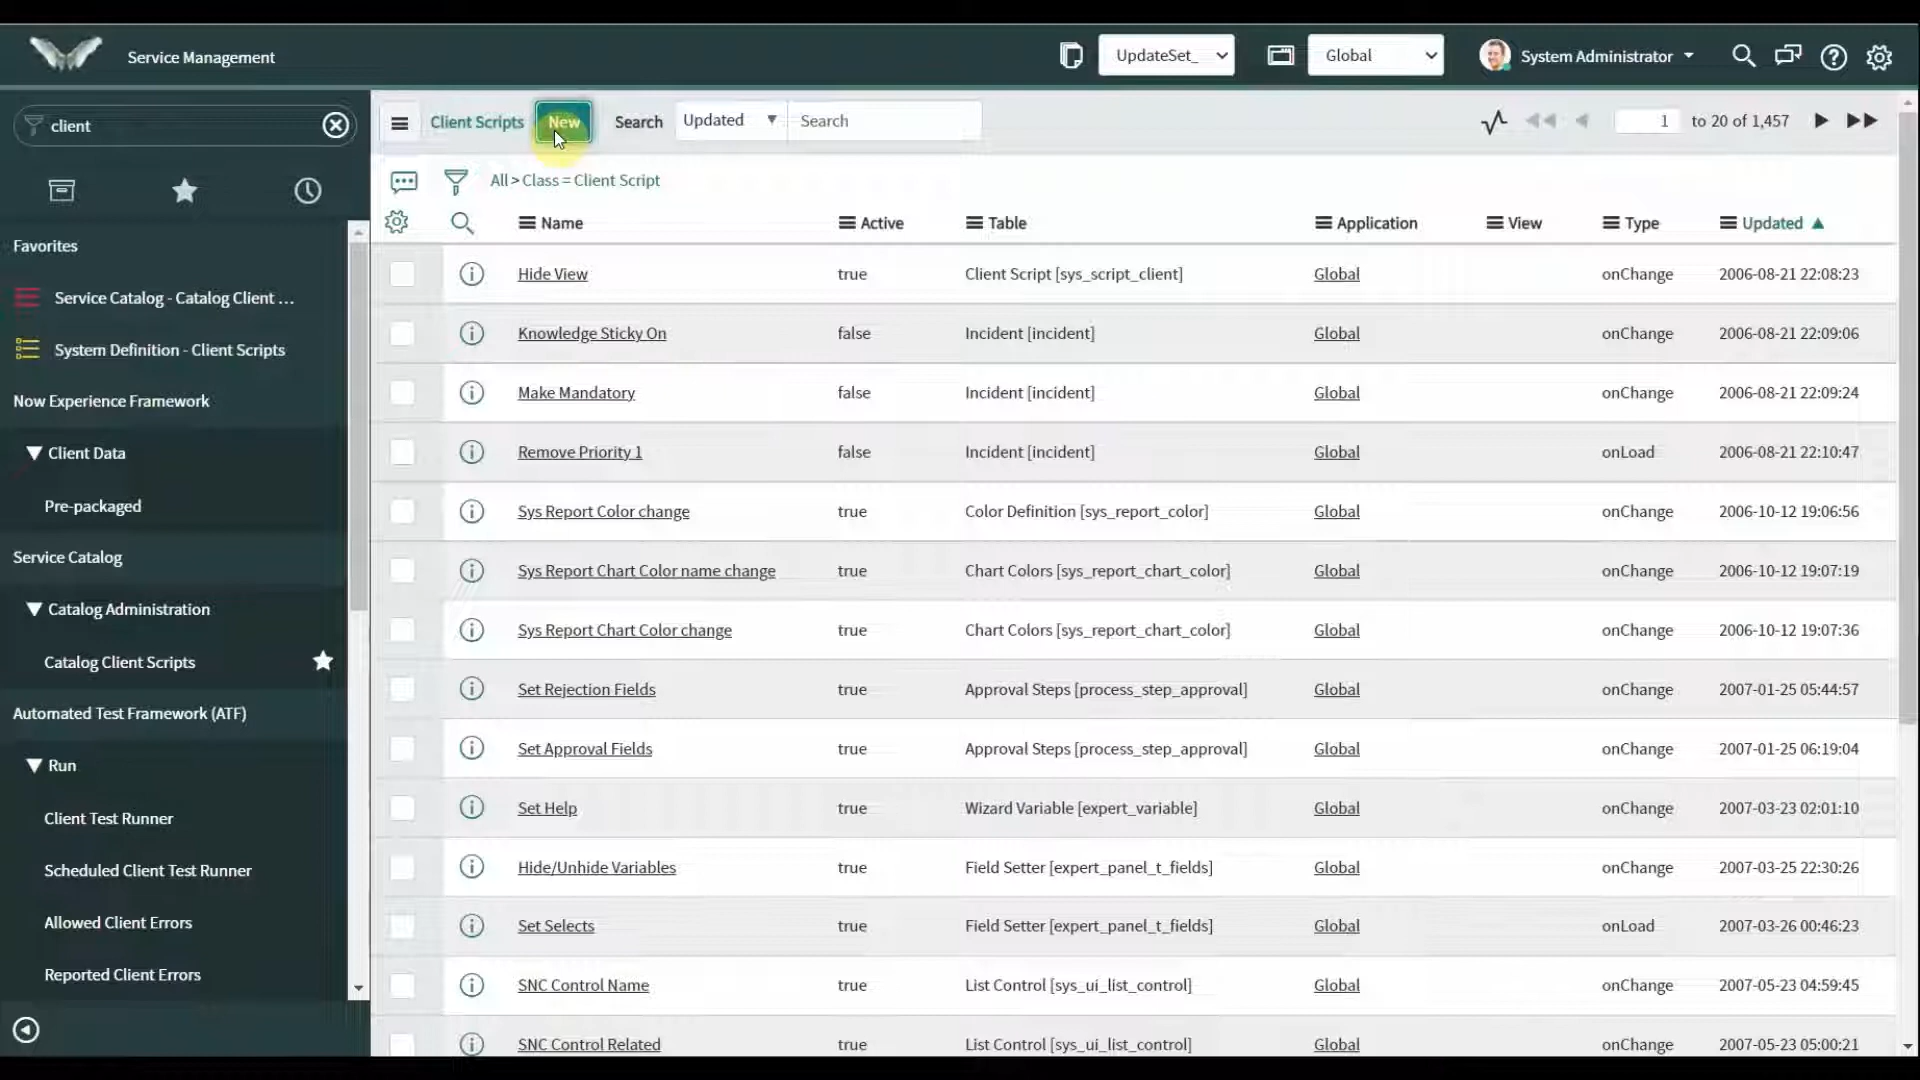 Service Management
UpdateSet_
Global
System Administrator
client
Client Scripts New Search Updated Search
1 to 20 of 1,457
All > Class = Client Script
Name Active Table Application View Type Updated
Favorites
Service Catalog - Catalog Client ...
System Definition - Client Scripts
Now Experience Framework
Client Data
Pre-packaged
Service Catalog
Catalog Administration
Catalog Client Scripts
Automated Test Framework (ATF)
Run
Client Test Runner
Scheduled Client Test Runner
Allowed Client Errors
Reported Client Errors
Hide View true Client Script [sys_script_client] Global onChange 2006-08-21 22:08:23
Knowledge Sticky On false Incident [incident] Global onChange 2006-08-21 22:09:06
Make Mandatory false Incident [incident] Global onChange 2006-08-21 22:09:24
Remove Priority 1 false Incident [incident] Global onLoad 2006-08-21 22:10:47
Sys Report Color change true Color Definition [sys_report_color] Global onChange 2006-10-12 19:06:56
Sys Report Chart Color name change true Chart Colors [sys_report_chart_color] Global onChange 2006-10-12 19:07:19
Sys Report Chart Color change true Chart Colors [sys_report_chart_color] Global onChange 2006-10-12 19:07:36
Set Rejection Fields true Approval Steps [process_step_approval] Global onChange 2007-01-25 05:44:57
Set Approval Fields true Approval Steps [process_step_approval] Global onChange 2007-01-25 06:19:04
Set Help true Wizard Variable [expert_variable] Global onChange 2007-03-23 02:01:10
Hide/Unhide Variables true Field Setter [expert_panel_t_fields] Global onChange 2007-03-25 22:30:26
Set Selects true Field Setter [expert_panel_t_fields] Global onLoad 2007-03-26 00:46:23
SNC Control Name true List Control [sys_ui_list_control] Global onChange 2007-05-23 04:59:45
SNC Control Related true List Control [sys_ui_list_control] Global onChange 2007-05-23 05:00:21